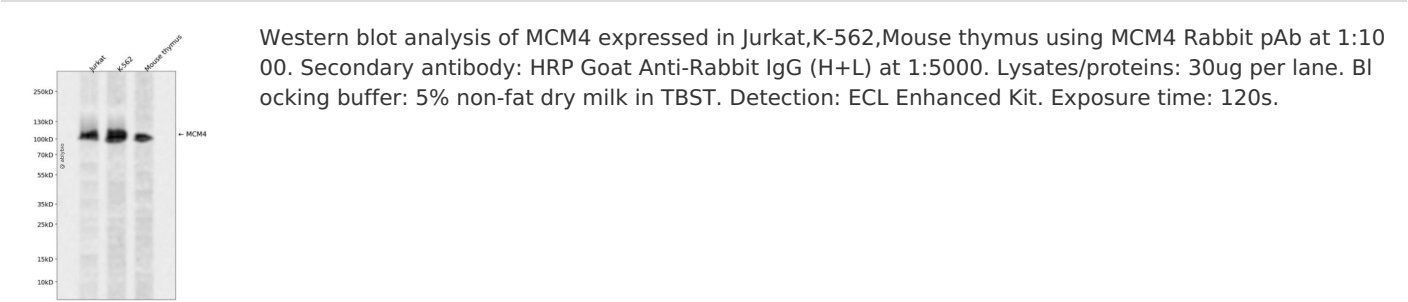 Jurkat
K-562
Mouse thymus
250kD
130kD
100kD
70kD
55kD
35kD
25kD
15kD
10kD
← MCM4
@ abybio
Western blot analysis of MCM4 expressed in Jurkat,K-562,Mouse thymus using MCM4 Rabbit pAb at 1:10
00. Secondary antibody: HRP Goat Anti-Rabbit IgG (H+L) at 1:5000. Lysates/proteins: 30ug per lane. Bl
ocking buffer: 5% non-fat dry milk in TBST. Detection: ECL Enhanced Kit. Exposure time: 120s.